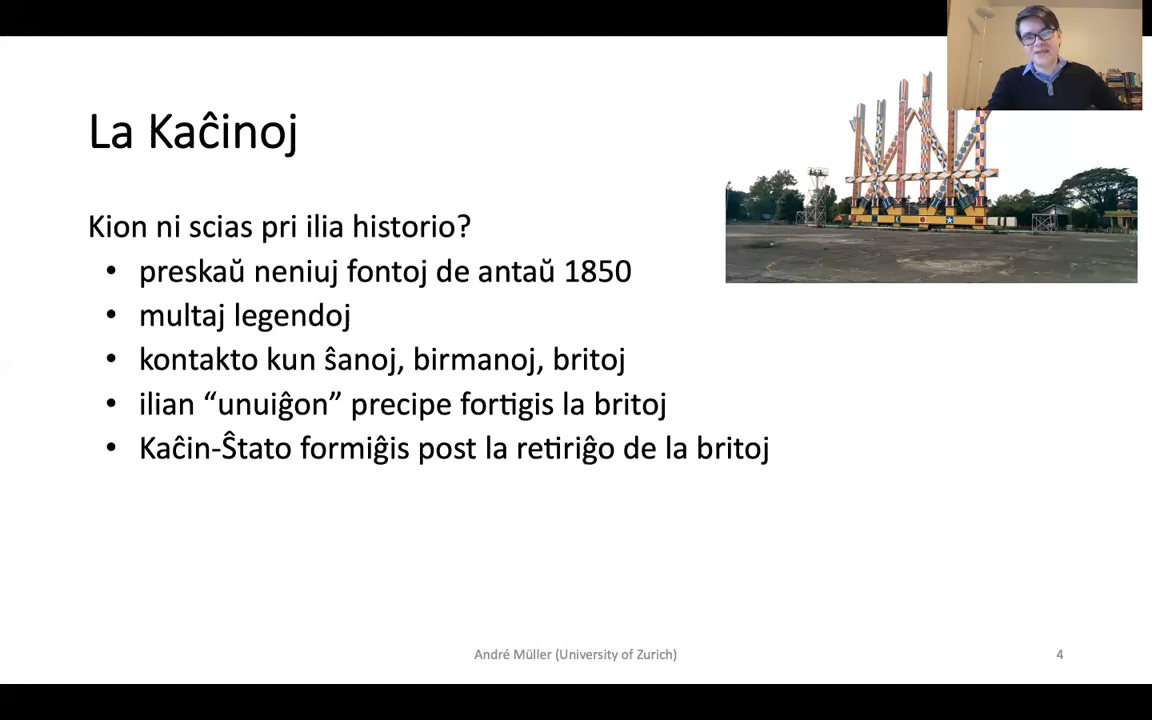 La Kaĉinoj
Kion ni scias pri ilia historio?
• preskaŭ neniuj fontoj de antaŭ 1850
• multaj legendoj
• kontakto kun ŝanoj, birmanoj, britoj
• ilian “unuiĝon” precipe fortigis la britoj
• Kaĉin-Ŝtato formiĝis post la retiriĝo de la britoj
André Müller (University of Zurich)
4